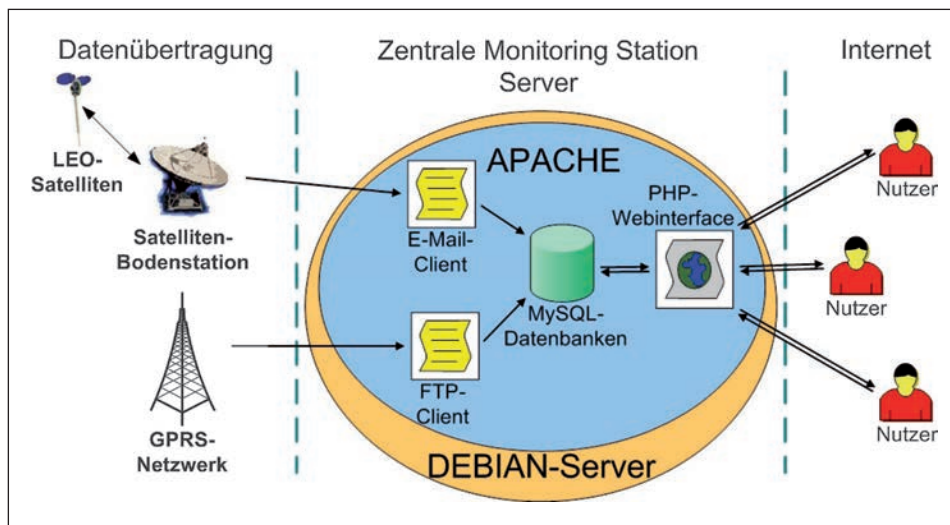 Datenübertragung
Zentrale Monitoring Station
Server
Internet
LEO-
Satelliten
Satelliten-
Bodenstation
GPRS-
Netzwerk
APACHE
E-Mail-
Client
FTP-
Client
MySQL-
Datenbanken
PHP-
Webinterface
DEBIAN-Server
Nutzer
Nutzer
Nutzer